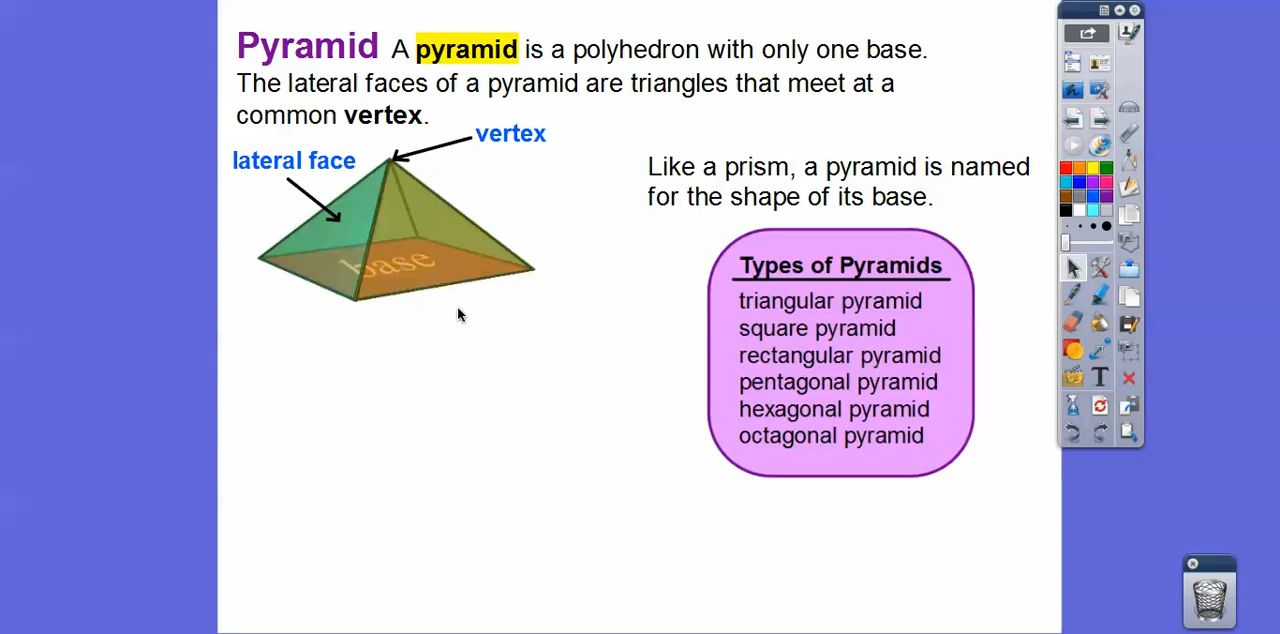 Pyramid A pyramid is a polyhedron with only one base.
The lateral faces of a pyramid are triangles that meet at a
common vertex.
vertex
lateral face
base
Like a prism, a pyramid is named
for the shape of its base.
Types of Pyramids
triangular pyramid
square pyramid
rectangular pyramid
pentagonal pyramid
hexagonal pyramid
octagonal pyramid